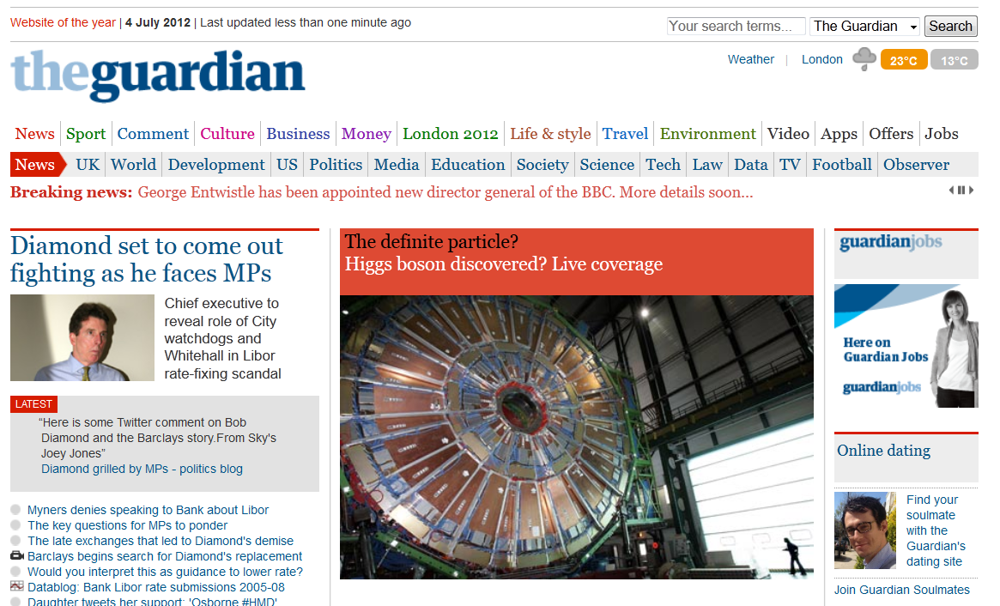 Website of the year | 4 July 2012 | Last updated less than one minute ago
Your search terms... The Guardian Search
theguardian
Weather | London 23°C 13°C
News Sport Comment Culture Business Money London 2012 Life & style Travel Environment Video Apps Offers Jobs
News UK World Development US Politics Media Education Society Science Tech Law Data TV Football Observer
Breaking news: George Entwistle has been appointed new director general of the BBC. More details soon...
Diamond set to come out
fighting as he faces MPs
Chief executive to
reveal role of City
watchdogs and
Whitehall in Libor
rate-fixing scandal
LATEST
“Here is some Twitter comment on Bob
Diamond and the Barclays story.From Sky's
Joey Jones”
Diamond grilled by MPs - politics blog
Myners denies speaking to Bank about Libor
The key questions for MPs to ponder
The late exchanges that led to Diamond's demise
Barclays begins search for Diamond's replacement
Would you interpret this as guidance to lower rate?
Datablog: Bank Libor rate submissions 2005-08
Daughter tweets her support: 'Osborne #HMD'
The definite particle?
Higgs boson discovered? Live coverage
guardianjobs
Here on
Guardian Jobs
guardianjobs
Online dating
Find your
soulmate
with the
Guardian's
dating site
Join Guardian Soulmates